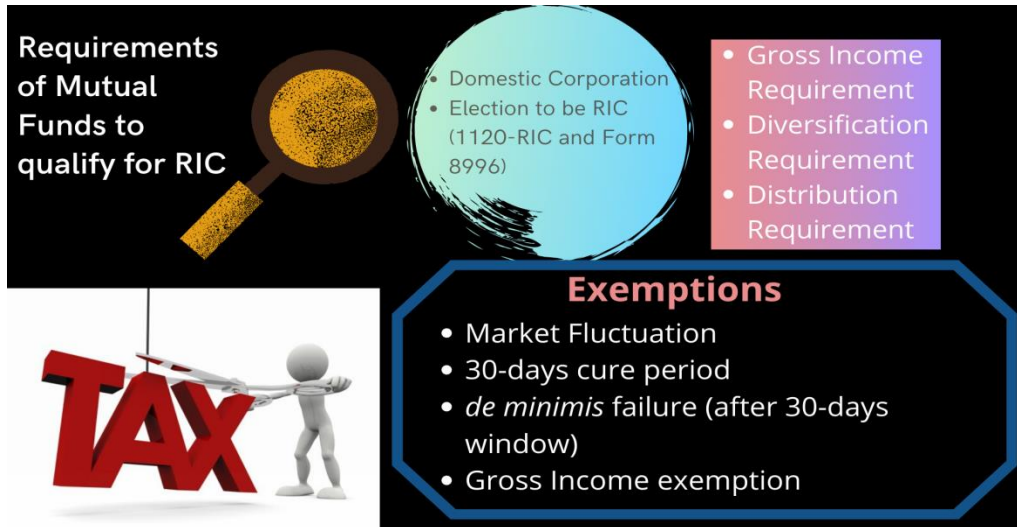 Requirements
of Mutual
Funds to
qualify for RIC
• Domestic Corporation
• Election to be RIC
(1120-RIC and Form
8996)
• Gross Income
Requirement
• Diversification
Requirement
• Distribution
Requirement
TAX
Exemptions
• Market Fluctuation
• 30-days cure period
• de minimis failure (after 30-days
window)
• Gross Income exemption